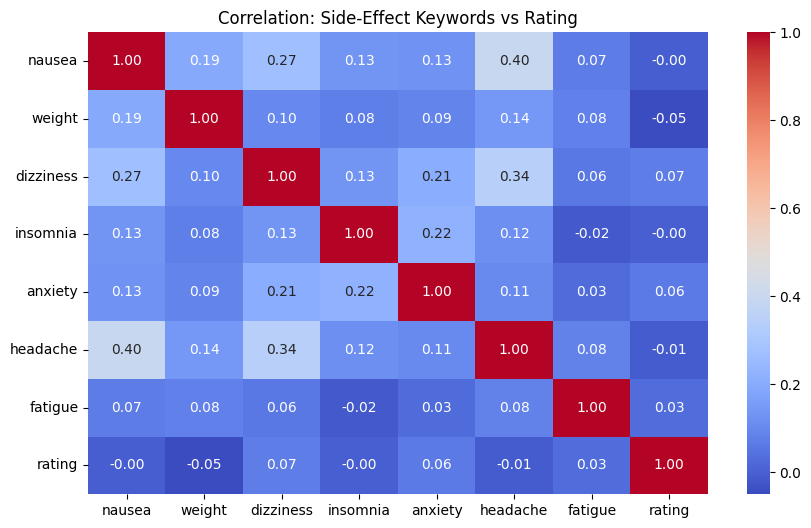 Correlation: Side-Effect Keywords vs Rating
nausea 1.00 0.19 0.27 0.13 0.13 0.40 0.07 -0.00
weight 0.19 1.00 0.10 0.08 0.09 0.14 0.08 -0.05
dizziness 0.27 0.10 1.00 0.13 0.21 0.34 0.06 0.07
insomnia 0.13 0.08 0.13 1.00 0.22 0.12 -0.02 -0.00
anxiety 0.13 0.09 0.21 0.22 1.00 0.11 0.03 0.06
headache 0.40 0.14 0.34 0.12 0.11 1.00 0.08 -0.01
fatigue 0.07 0.08 0.06 -0.02 0.03 0.08 1.00 0.03
rating -0.00 -0.05 0.07 -0.00 0.06 -0.01 0.03 1.00
nausea weight dizziness insomnia anxiety headache fatigue rating
1.0
0.8
0.6
0.4
0.2
0.0